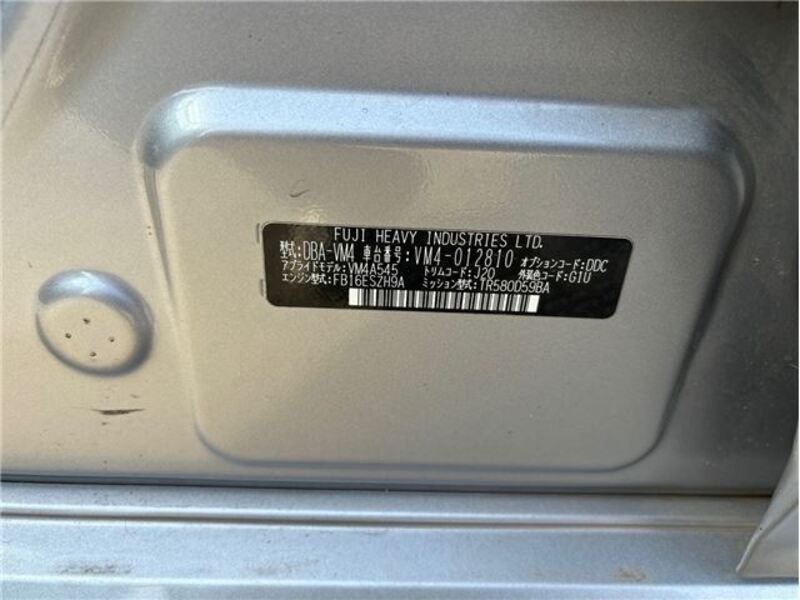 FUJI HEAVY INDUSTRIES LTD.
型式:DBA-VM4 車台番号:VM4-012810 オプションコード:DDC
アプライドモデル:VM4A545 トリムコード:J20 外装色コード:G1U
エンジン型式:FB16ESZH9A ミッション型式:TR580D59BA